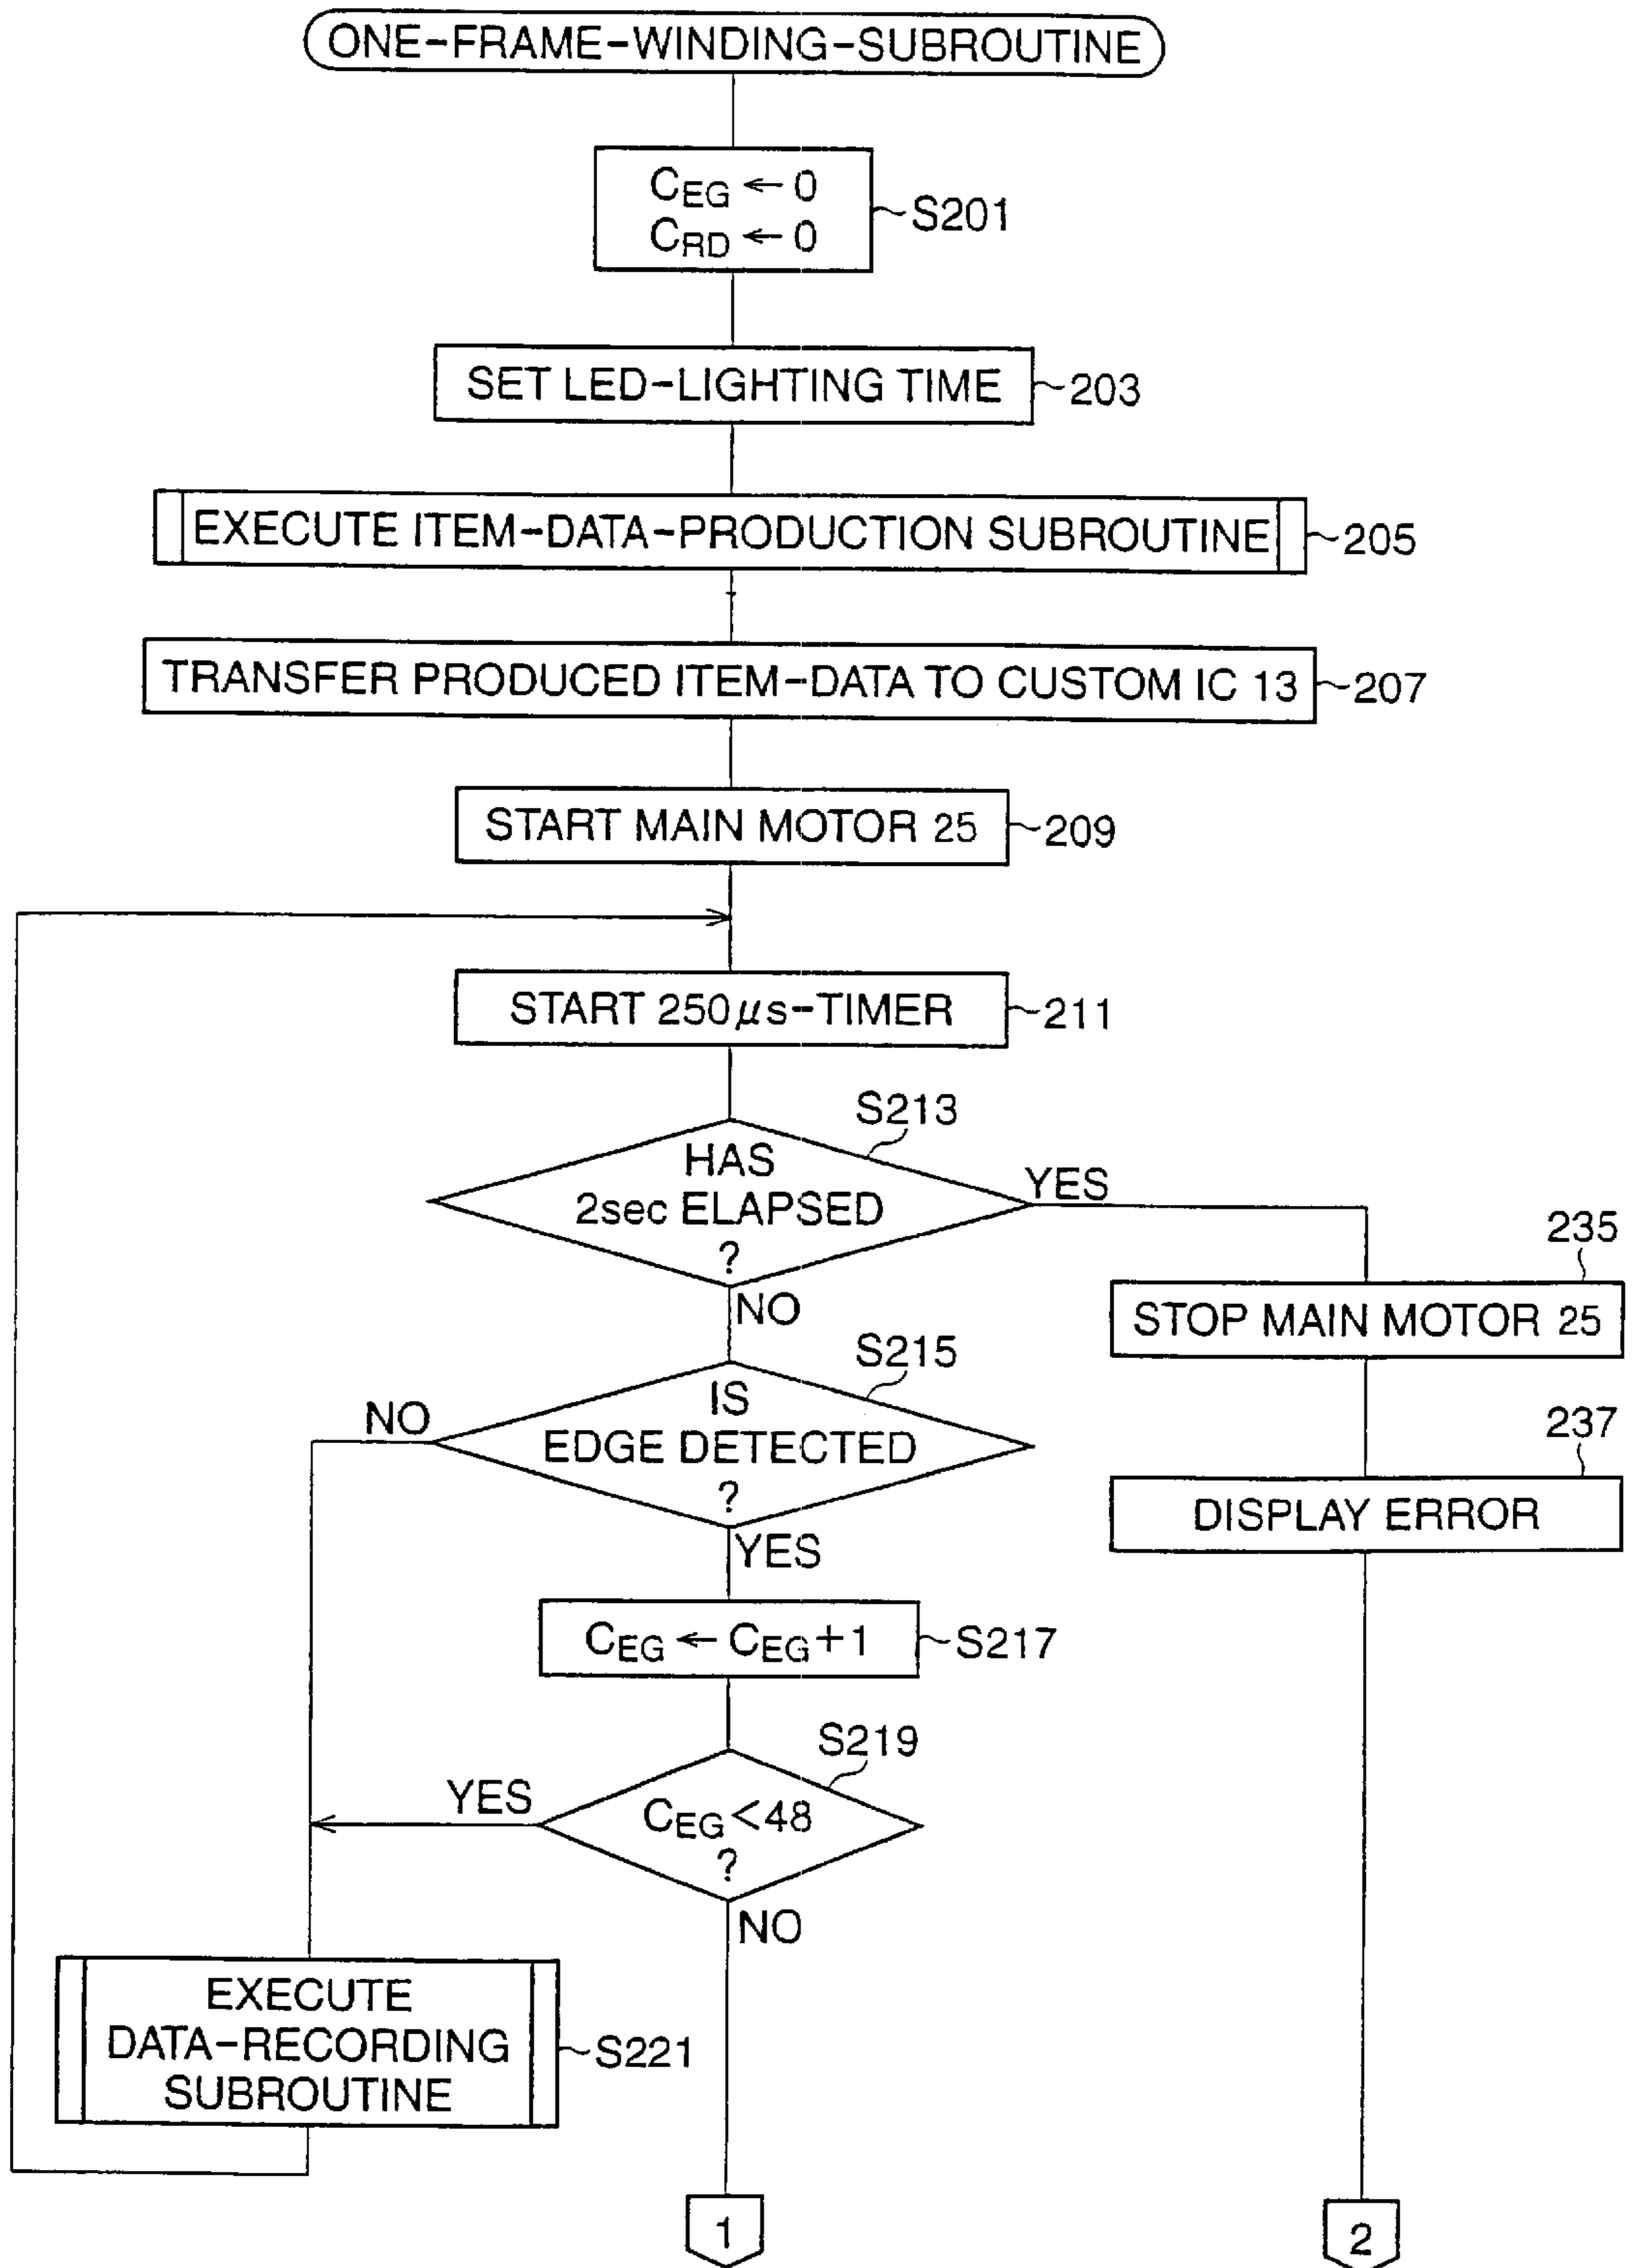 ONE-FRAME-WINDING-SUBROUTINE
CEG ← 0
CRD ← 0
S201
SET LED-LIGHTING TIME
203
EXECUTE ITEM-DATA-PRODUCTION SUBROUTINE
205
TRANSFER PRODUCED ITEM-DATA TO CUSTOM IC 13
207
START MAIN MOTOR 25
209
START 250μs-TIMER
211
S213
HAS
2sec ELAPSED
?
YES
NO
235
STOP MAIN MOTOR 25
S215
IS
EDGE DETECTED
?
NO
YES
237
DISPLAY ERROR
CEG ← CEG+1
S217
S219
CEG<48
?
YES
NO
EXECUTE
DATA-RECORDING
SUBROUTINE
S221
1
2